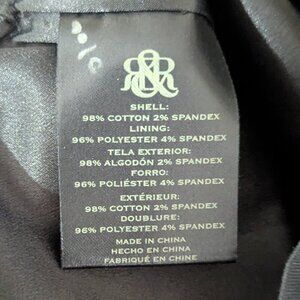 SHELL:
98% COTTON 2% SPANDEX
LINING:
96% POLYESTER 4% SPANDEX
TELA EXTERIOR:
98% ALGODÓN 2% SPANDEX
FORRO:
96% POLIÉSTER 4% SPANDEX
EXTÉRIEUR:
98% COTTON 2% SPANDEX
DOUBLURE:
96% POLYESTER 4% SPANDEX
MADE IN CHINA
HECHO EN CHINA
FABRIQUÉ EN CHINE